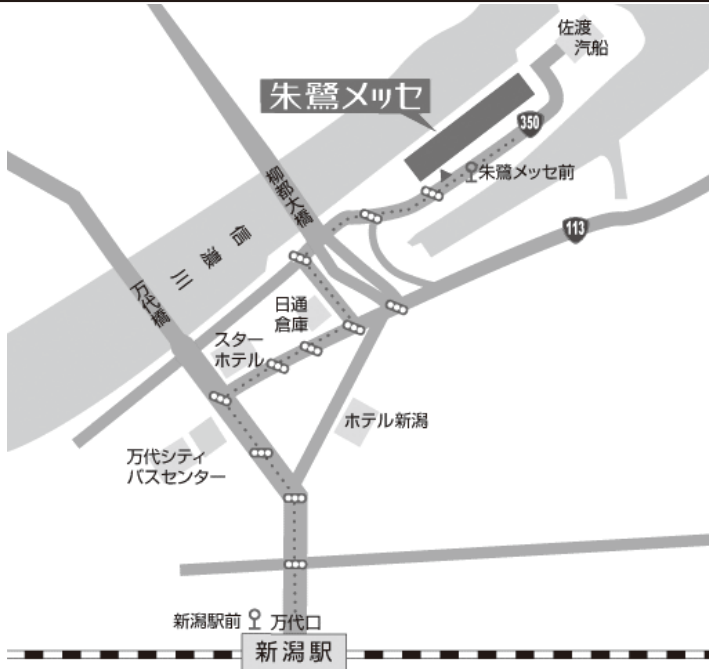 佐渡
汽船
朱鷺メッセ
350
朱鷺メッセ前
柳都大橋
113
信濃川
万代橋
日通
倉庫
スター
ホテル
ホテル新潟
万代シティ
バスセンター
新潟駅前
万代口
新潟駅